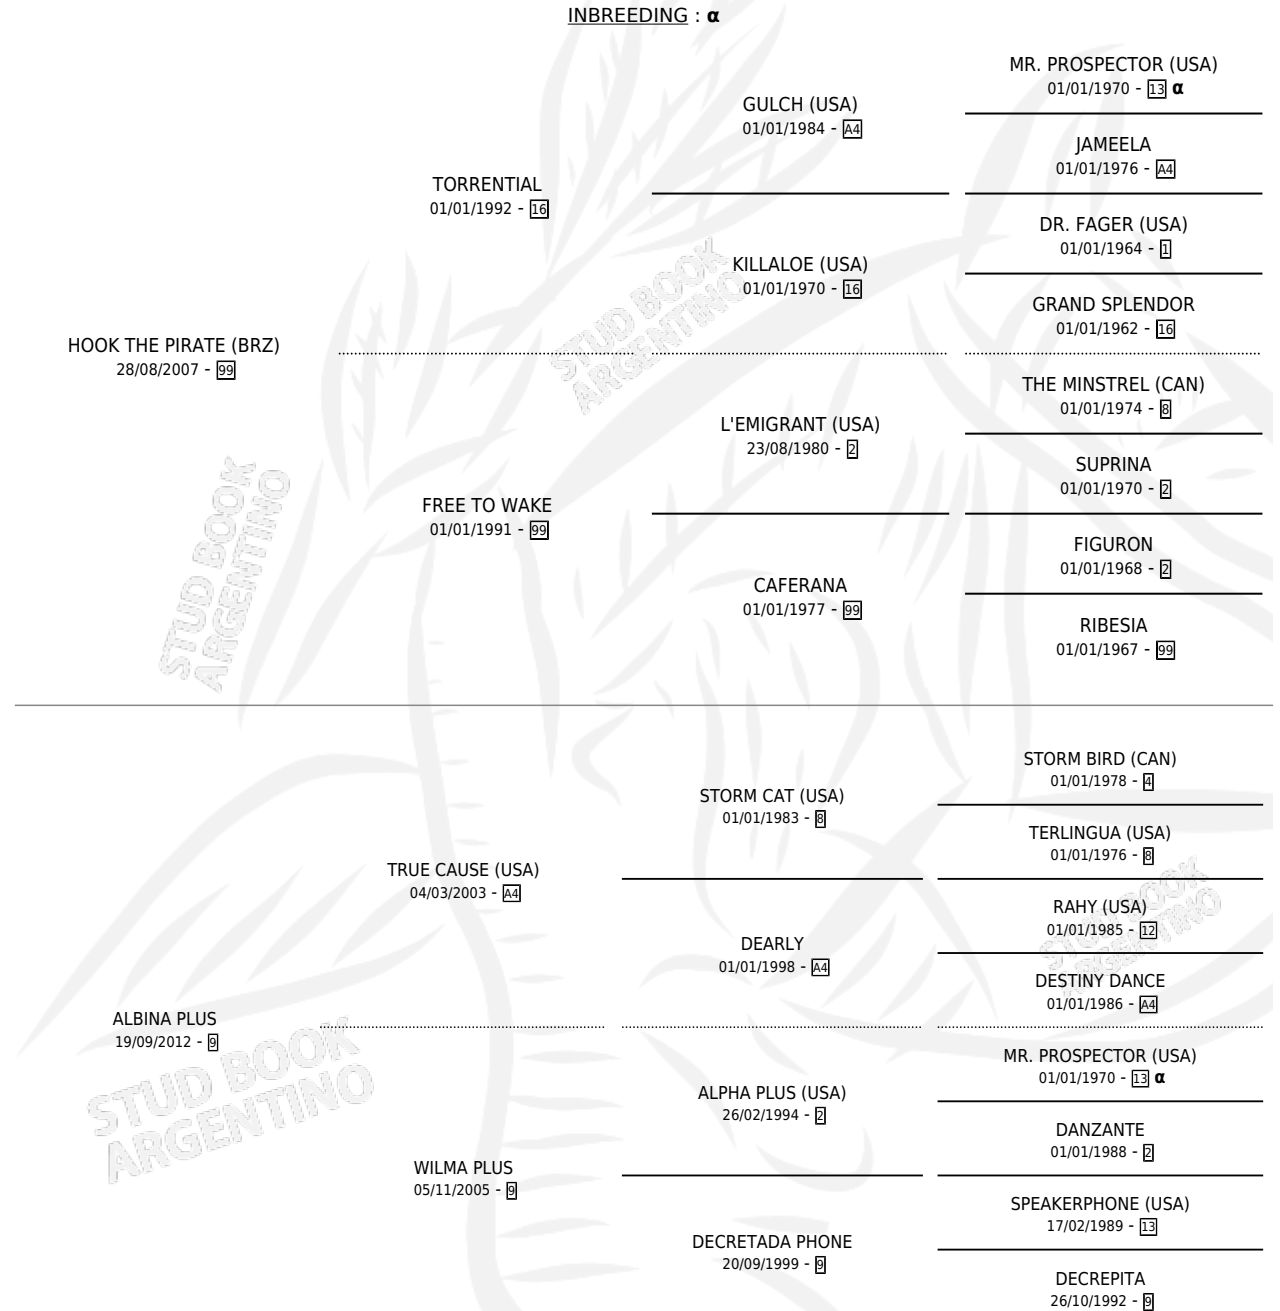 INBREEDING : α
MR. PROSPECTOR (USA)
01/01/1970 - 13 α
GULCH (USA)
01/01/1984 - A4
JAMEELA
01/01/1976 - A4
TORRENTIAL
01/01/1992 - 16
DR. FAGER (USA)
01/01/1964 - 1
KILLALOE (USA)
01/01/1970 - 16
GRAND SPLENDOR
01/01/1962 - 16
HOOK THE PIRATE (BRZ)
28/08/2007 - 99
THE MINSTREL (CAN)
01/01/1974 - 8
L'EMIGRANT (USA)
23/08/1980 - 2
SUPRINA
01/01/1970 - 2
FREE TO WAKE
01/01/1991 - 99
FIGURON
01/01/1968 - 2
CAFERANA
01/01/1977 - 99
RIBESIA
01/01/1967 - 99
STORM BIRD (CAN)
01/01/1978 - 4
STORM CAT (USA)
01/01/1983 - 8
TERLINGUA (USA)
01/01/1976 - 8
TRUE CAUSE (USA)
04/03/2003 - A4
RAHY (USA)
01/01/1985 - 12
DEARLY
01/01/1998 - A4
DESTINY DANCE
01/01/1986 - A4
ALBINA PLUS
19/09/2012 - 9
MR. PROSPECTOR (USA)
01/01/1970 - 13 α
ALPHA PLUS (USA)
26/02/1994 - 2
DANZANTE
01/01/1988 - 2
WILMA PLUS
05/11/2005 - 9
SPEAKERPHONE (USA)
17/02/1989 - 13
DECRETADA PHONE
20/09/1999 - 9
DECREPITA
26/10/1992 - 9
STUD BOOK
ARGENTINO
STUD BOOK
ARGENTINO
STUD BOOK
ARGENTINO
STUD BOOK
ARGENTINO